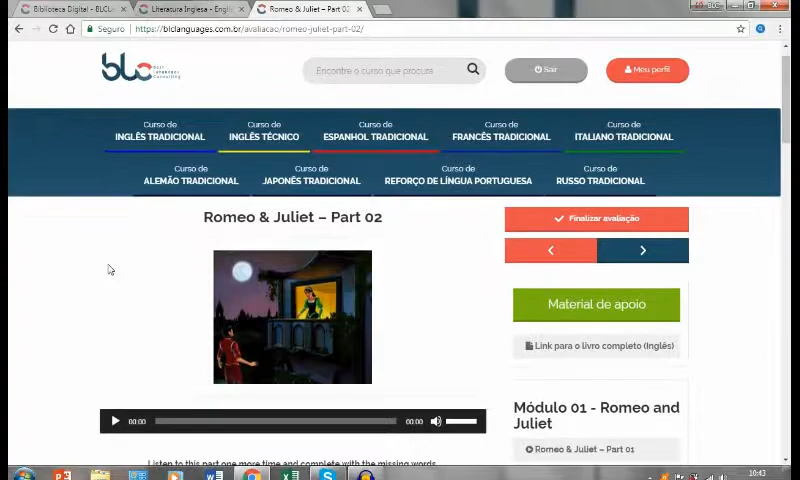 Biblioteca Digital - BLCL
Literatura Inglesa - Engli
Romeo & Juliet – Part 02
BLC
Seguro
https://blclanguages.com.br/avaliacao/romeo-juliet-part-02/
blc
Best Languages Consulting
Encontre o curso que procura
Sair
Meu perfil
Curso de
INGLÊS TRADICIONAL
Curso de
INGLÊS TÉCNICO
Curso de
ESPANHOL TRADICIONAL
Curso de
FRANCÊS TRADICIONAL
Curso de
ITALIANO TRADICIONAL
Curso de
ALEMÃO TRADICIONAL
Curso de
JAPONÊS TRADICIONAL
Curso de
REFORÇO DE LÍNGUA PORTUGUESA
Curso de
RUSSO TRADICIONAL
Romeo & Juliet – Part 02
Finalizar avaliação
Material de apoio
Link para o livro completo (Inglês)
00:00
00:00
Módulo 01 - Romeo and
Juliet
Romeo & Juliet – Part 01
Listen to this part one more time and complete with the missing words
10:43